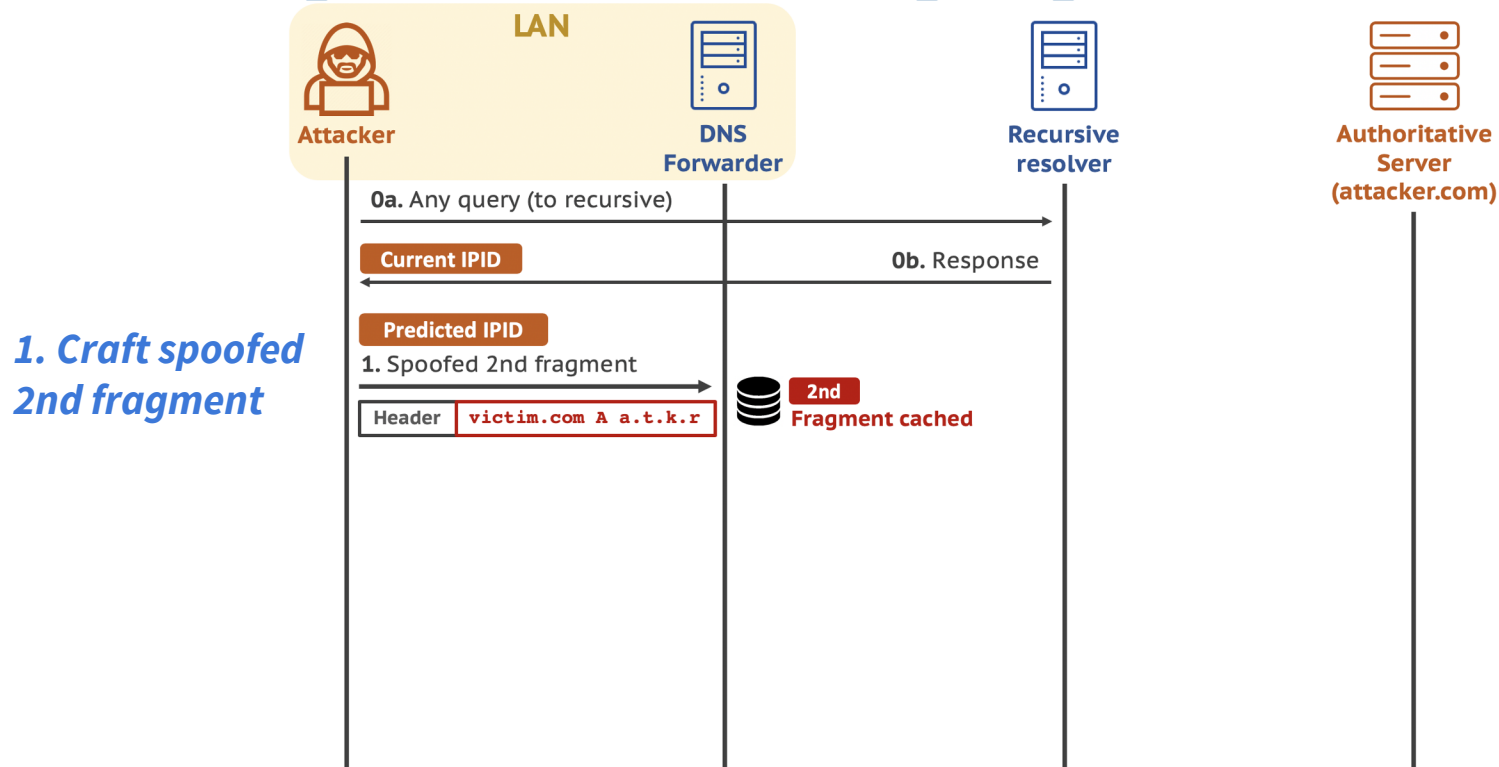 LAN
Attacker
DNS
Forwarder
Recursive
resolver
Authoritative
Server
(attacker.com)
0a. Any query (to recursive)
Current IPID
0b. Response
Predicted IPID
1. Craft spoofed
2nd fragment
1. Spoofed 2nd fragment
Header
victim.com A a.t.k.r
2nd
Fragment cached